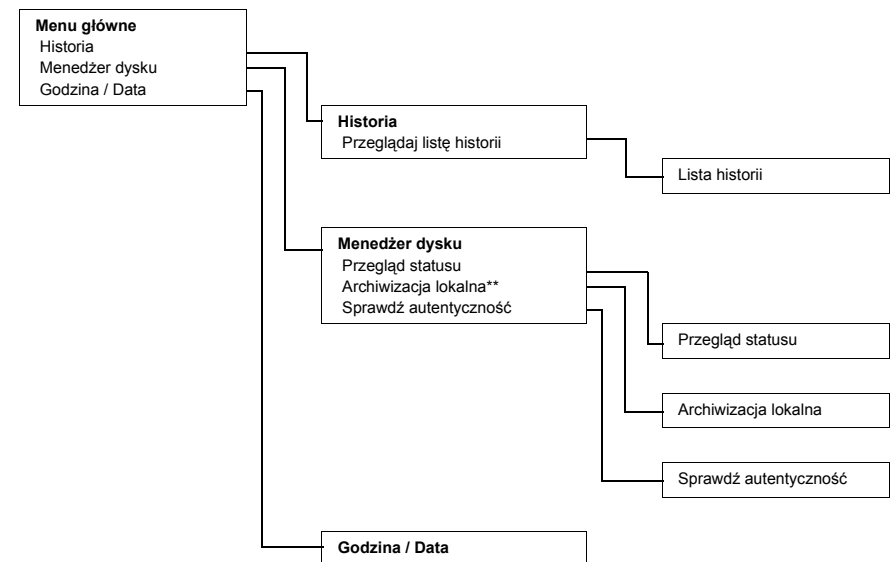 Menu główne
Historia
Menedżer dysku
Godzina / Data
Historia
Przeglądaj listę historii
Lista historii
Menedżer dysku
Przegląd statusu
Archiwizacja lokalna**
Sprawdź autentyczność
Przegląd statusu
Archiwizacja lokalna
Sprawdź autentyczność
Godzina / Data